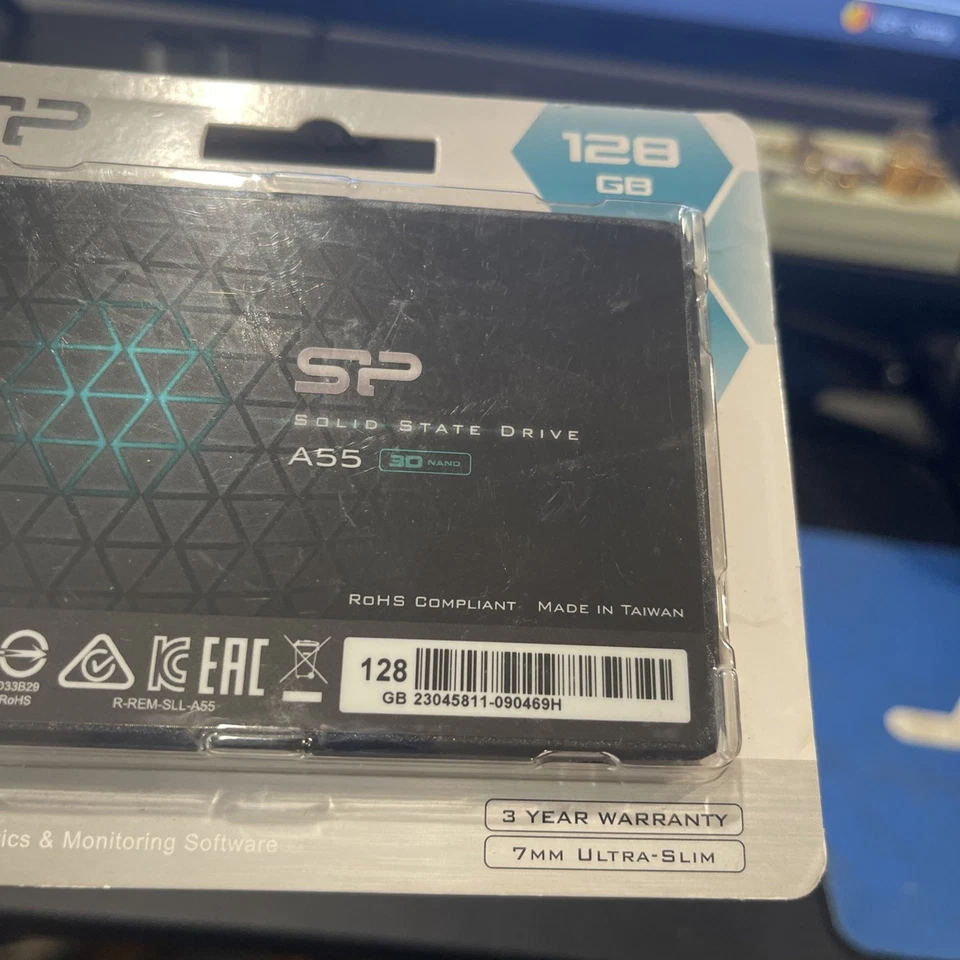 SP
128
GB
SP
SOLID STATE DRIVE
A55 3D NAND
ROHS COMPLIANT MADE IN TAIWAN
EAC
D33B29
RoHS
R-REM-SLL-A55
128
GB 23045811-090469H
3 YEAR WARRANTY
& Monitoring Software
7MM ULTRA-SLIM